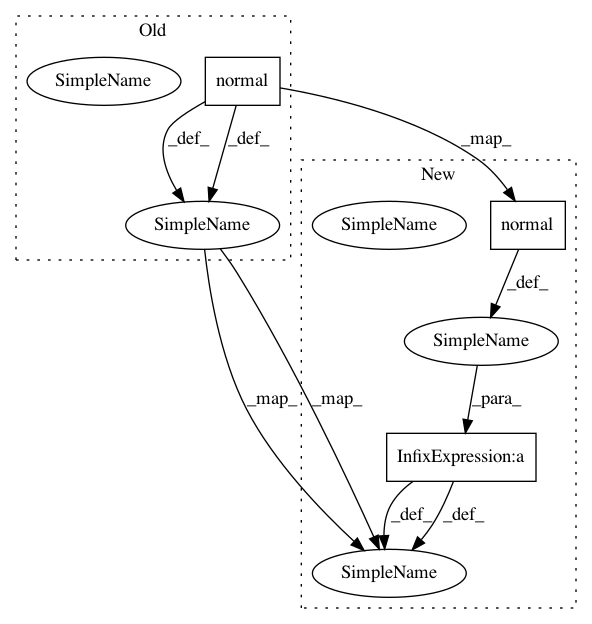 Old
SimpleName
normal
_def_
_def_
_map_
New
SimpleName
SimpleName
normal
_def_
SimpleName
_map_
_map_
_para_
InfixExpression:a
_def_
_def_
SimpleName